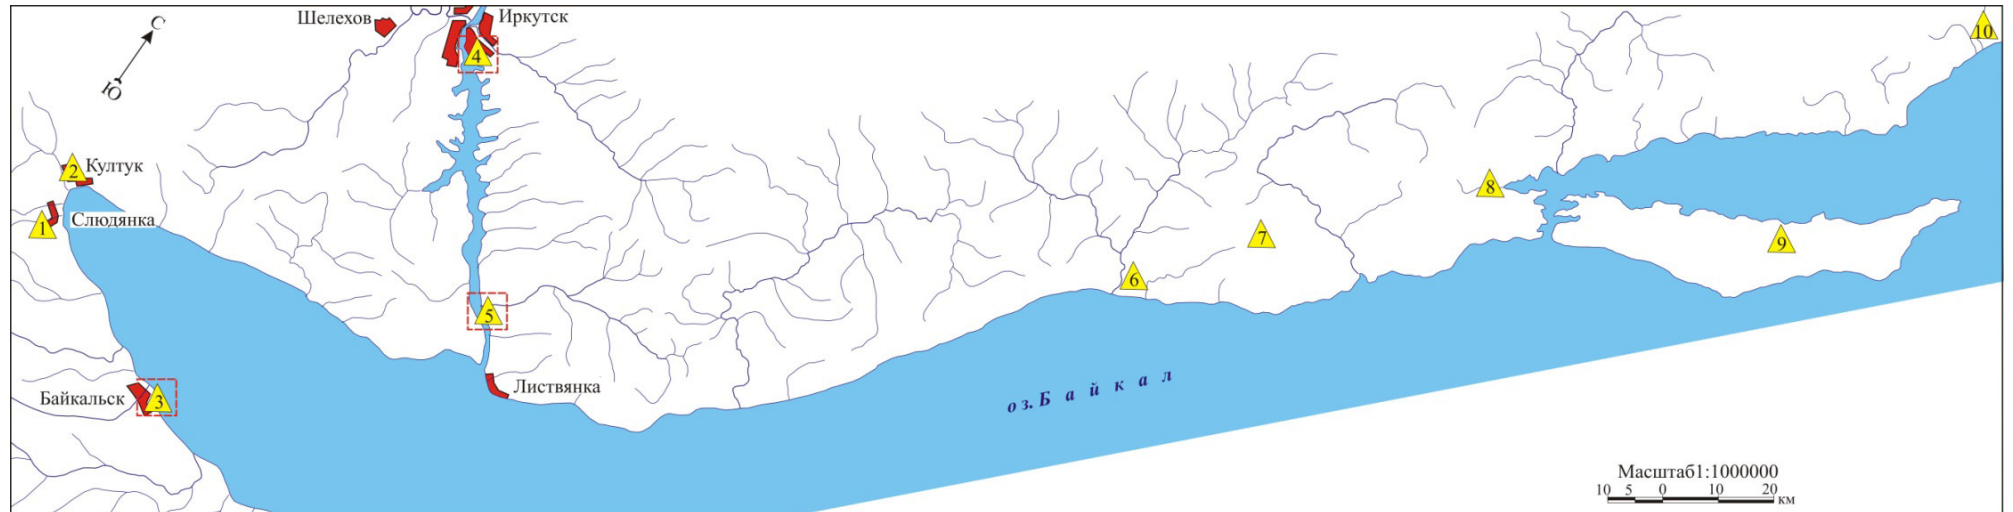 Шелехов
Иркутск
С
Ю
10
4
2
Култук
1
Слюдянка
8
7
9
6
5
Байкальск
3
Листвянка
оз. Байкал
Масштаб1:1000000
10 5 0 10 20 км